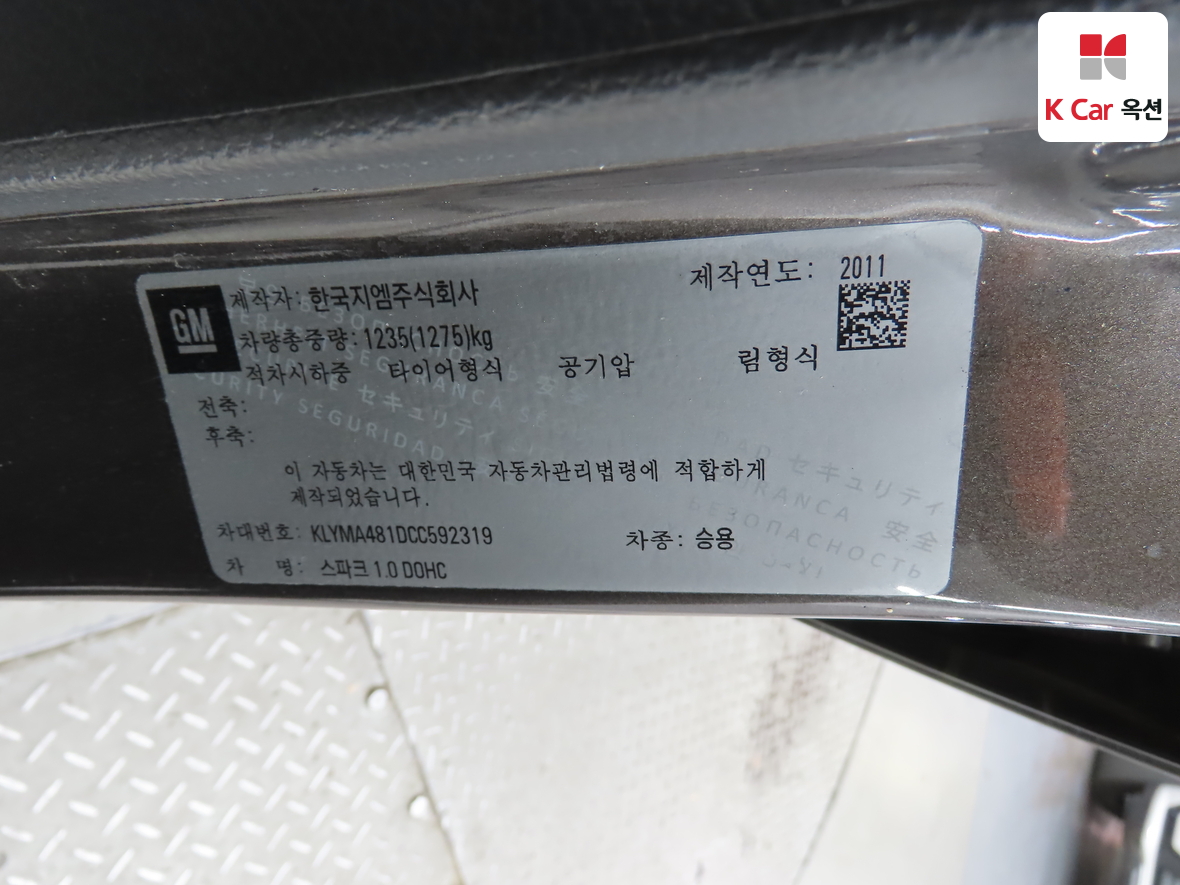 K Car 옥션
제작연도: 2011
GM
제작자: 한국지엠주식회사
차량총중량: 1235(1275)kg
적차시하중 타이어형식 공기압 림형식
전축:
후축:
이 자동차는 대한민국 자동차관리법령에 적합하게
제작되었습니다.
차대번호: KLYMA481DCC592319 차종: 승용
차 명: 스파크 1.0 DOHC